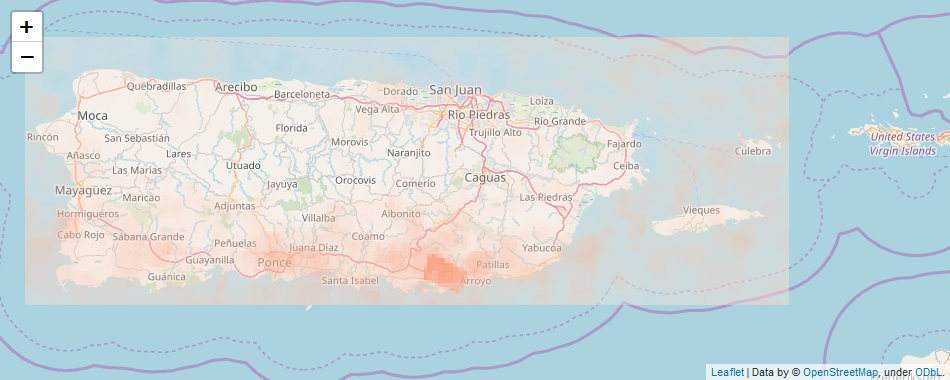 +
−
Quebradillas
Arecibo
Barceloneta
Dorado
San Juan
Loíza
Moca
Vega Alta
Río Piedras
Río Grande
Rincón
San Sebastián
Florida
Morovis
Trujillo Alto
Fajardo
United States
Virgin Islands
Añasco
Lares
Naranjito
Culebra
Las Marías
Utuado
Ceiba
Mayagüez
Jayuya
Orocovis
Comerío
Caguas
Maricao
Las Piedras
Hormigueros
Adjuntas
Villalba
Aibonito
Vieques
Cabo Rojo
Sábana Grande
Peñuelas
Juana Díaz
Coamo
Yabucoa
Guayanilla
Ponce
Patillas
Guánica
Santa Isabel
Arroyo
Leaflet | Data by © OpenStreetMap, under ODbL.